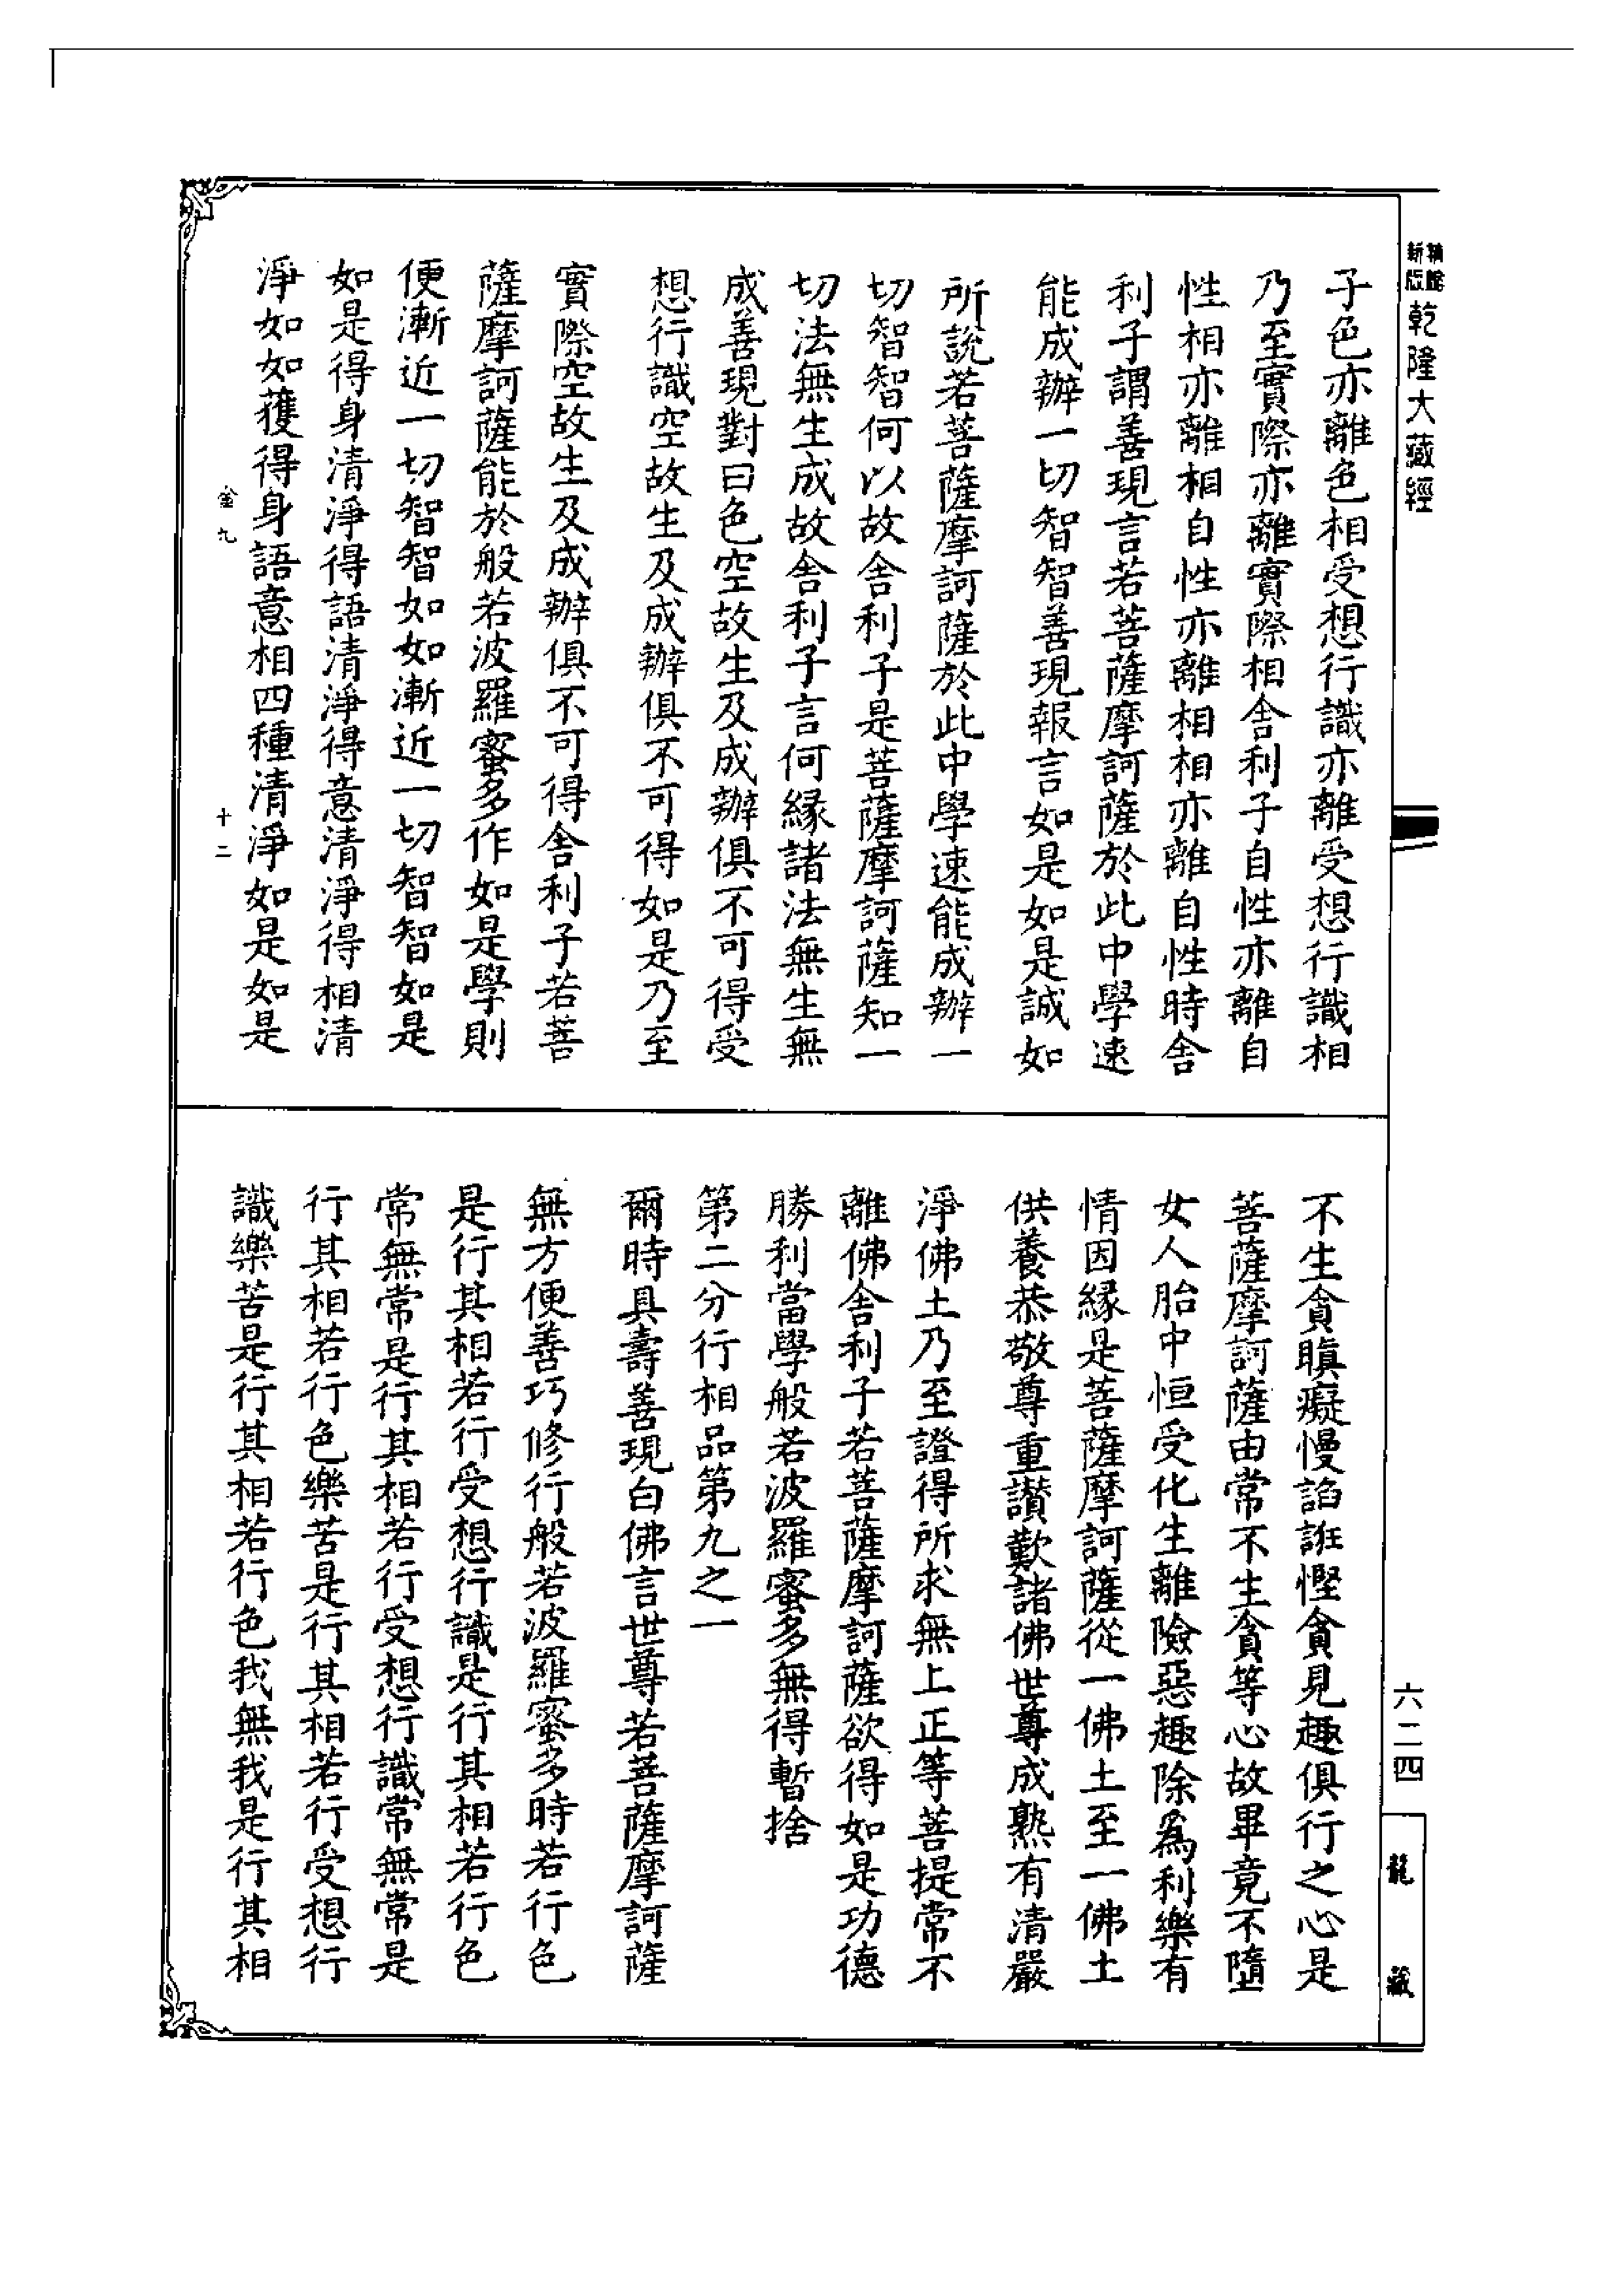 新版
乾隆大藏經
子色亦離色相受想行識亦離受想行識相
乃至實際亦離實際相舍利子自性亦離自
性相亦離相自性亦離相相亦離自性時舍
利子謂善現言若菩薩摩訶薩於此中學速
能成辦一切智智善現報言如是如是誠如
所說若菩薩摩訶薩於此中學速能成辦一
切智智何以故舍利子是菩薩摩訶薩知一
切法無生成故舍利子言何緣諸法無生無
成善現對曰色空故生及成辦俱不可得受
想行識空故生及成辦俱不可得如是乃至
實際空故生及成辦俱不可得舍利子若菩
薩摩訶薩能於般若波羅蜜多作如是學則
便漸近一切智智如如漸近一切智智如是
如是得身清淨得語清淨得意清淨得相清
淨如如獲得身語意相四種清淨如是如是
金九 十二
不生貪瞋癡慢諂誑慳貪見趣俱行之心是
菩薩摩訶薩由常不生貪等心故畢竟不墮
女人胎中恒受化生離險惡趣除爲利樂有
情因緣是菩薩摩訶薩從一佛土至一佛土
供養恭敬尊重讃歎諸佛世尊成熟有清嚴
淨佛土乃至證得所求無上正等菩提常不
離佛舍利子若菩薩摩訶薩欲得如是功德
勝利當學般若波羅蜜多無得暫捨
第二分行相品第九之一
爾時具壽善現白佛言世尊若菩薩摩訶薩
無方便善巧修行般若波羅蜜多時若行色
是行其相若行受想行識是行其相若行色
常無常是行其相若行受想行識常無常是
行其相若行色樂苦是行其相若行受想行
識樂苦是行其相若行色我無我是行其相
六二四
龍藏